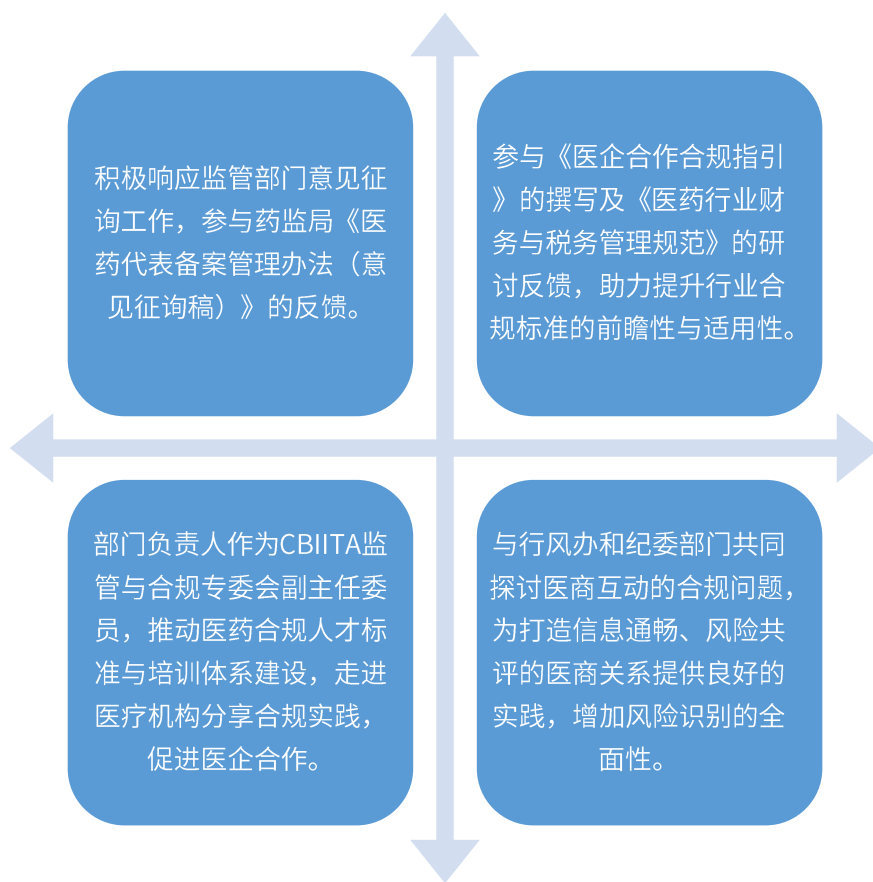 积极响应监管部门意见征
询工作，参与药监局《医
药代表备案管理办法（意
见征询稿）》的反馈。
参与《医企合作合规指引
》的撰写及《医药行业财
务与税务管理规范》的研
讨反馈，助力提升行业合
规标准的前瞻性与适用性。
部门负责人作为CBIITA监
管与合规专委会副主任委
员，推动医药合规人才标
准与培训体系建设，走进
医疗机构分享合规实践，
促进医企合作。
与行风办和纪委部门共同
探讨医商互动的合规问题，
为打造信息通畅、风险共
评的医商关系提供良好的
实践，增加风险识别的全
面性。